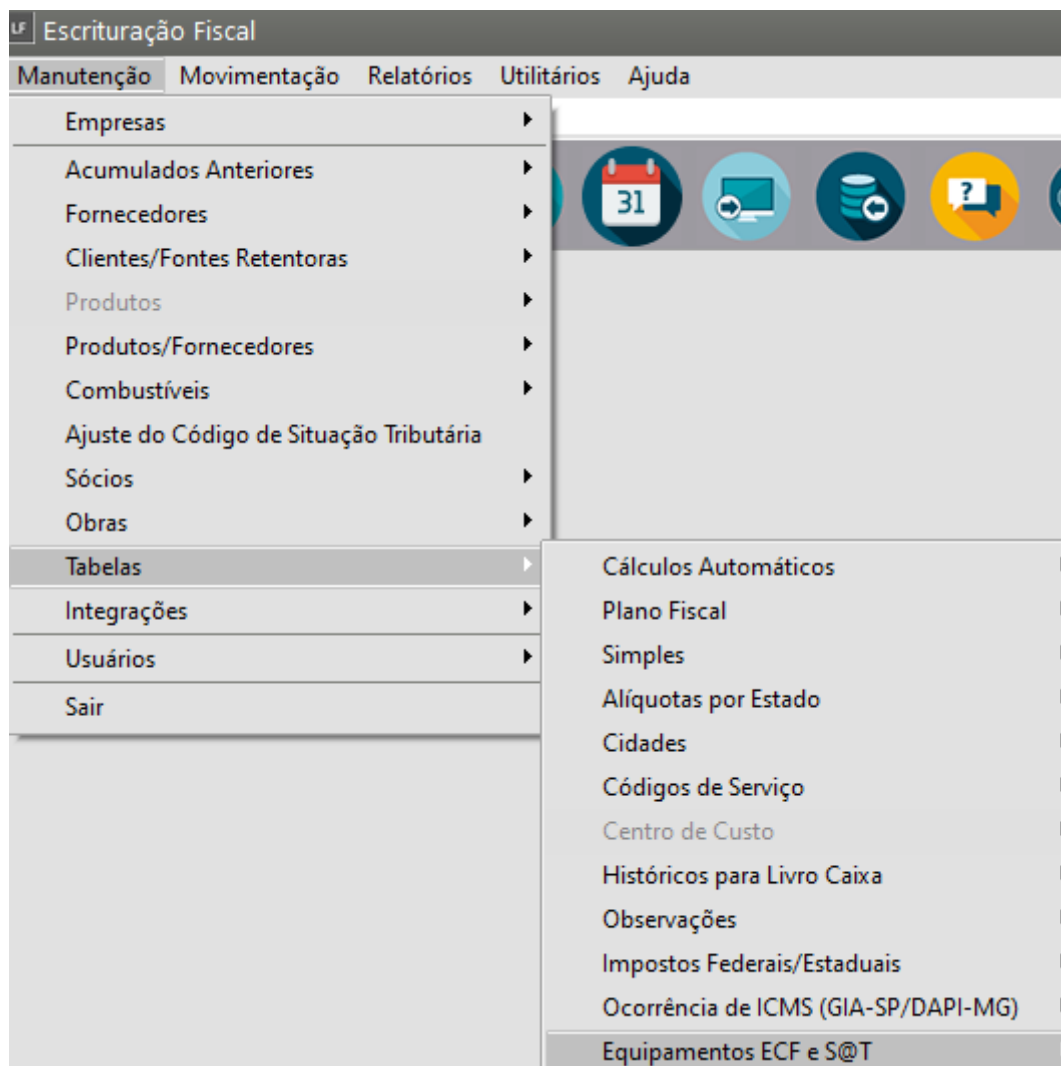 LF Escrituração Fiscal
Manutenção Movimentação Relatórios Utilitários Ajuda
Empresas
Acumulados Anteriores
Fornecedores
Clientes/Fontes Retentoras
Produtos
Produtos/Fornecedores
Combustíveis
Ajuste do Código de Situação Tributária
Sócios
Obras
Tabelas
Integrações
Usuários
Sair
31
?
Cálculos Automáticos
Plano Fiscal
Simples
Alíquotas por Estado
Cidades
Códigos de Serviço
Centro de Custo
Históricos para Livro Caixa
Observações
Impostos Federais/Estaduais
Ocorrência de ICMS (GIA-SP/DAPI-MG)
Equipamentos ECF e S@T